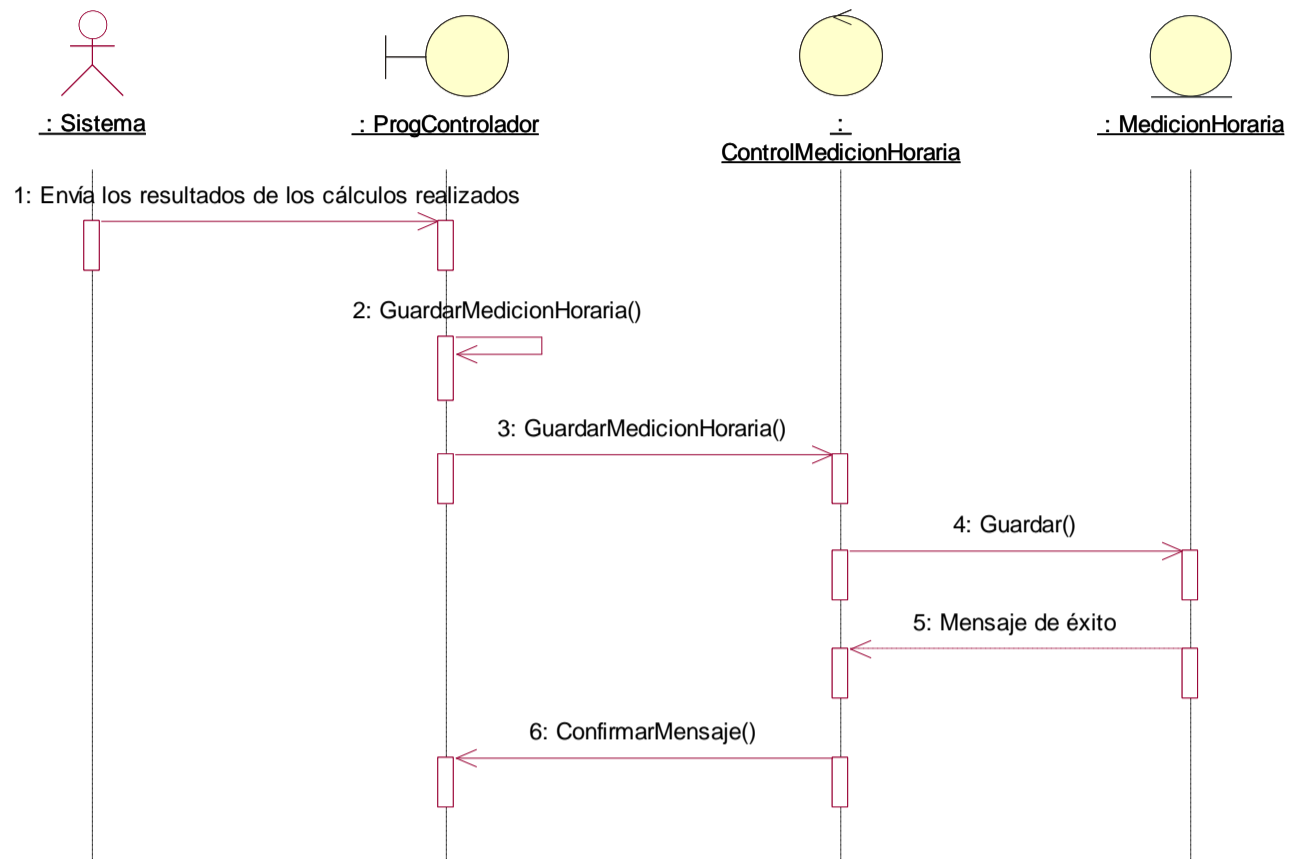 : Sistema
: ProgControlador
:
ControlMedicionHoraria
: MedicionHoraria
1: Envía los resultados de los cálculos realizados
2: GuardarMedicionHoraria()
3: GuardarMedicionHoraria()
4: Guardar()
5: Mensaje de éxito
6: ConfirmarMensaje()